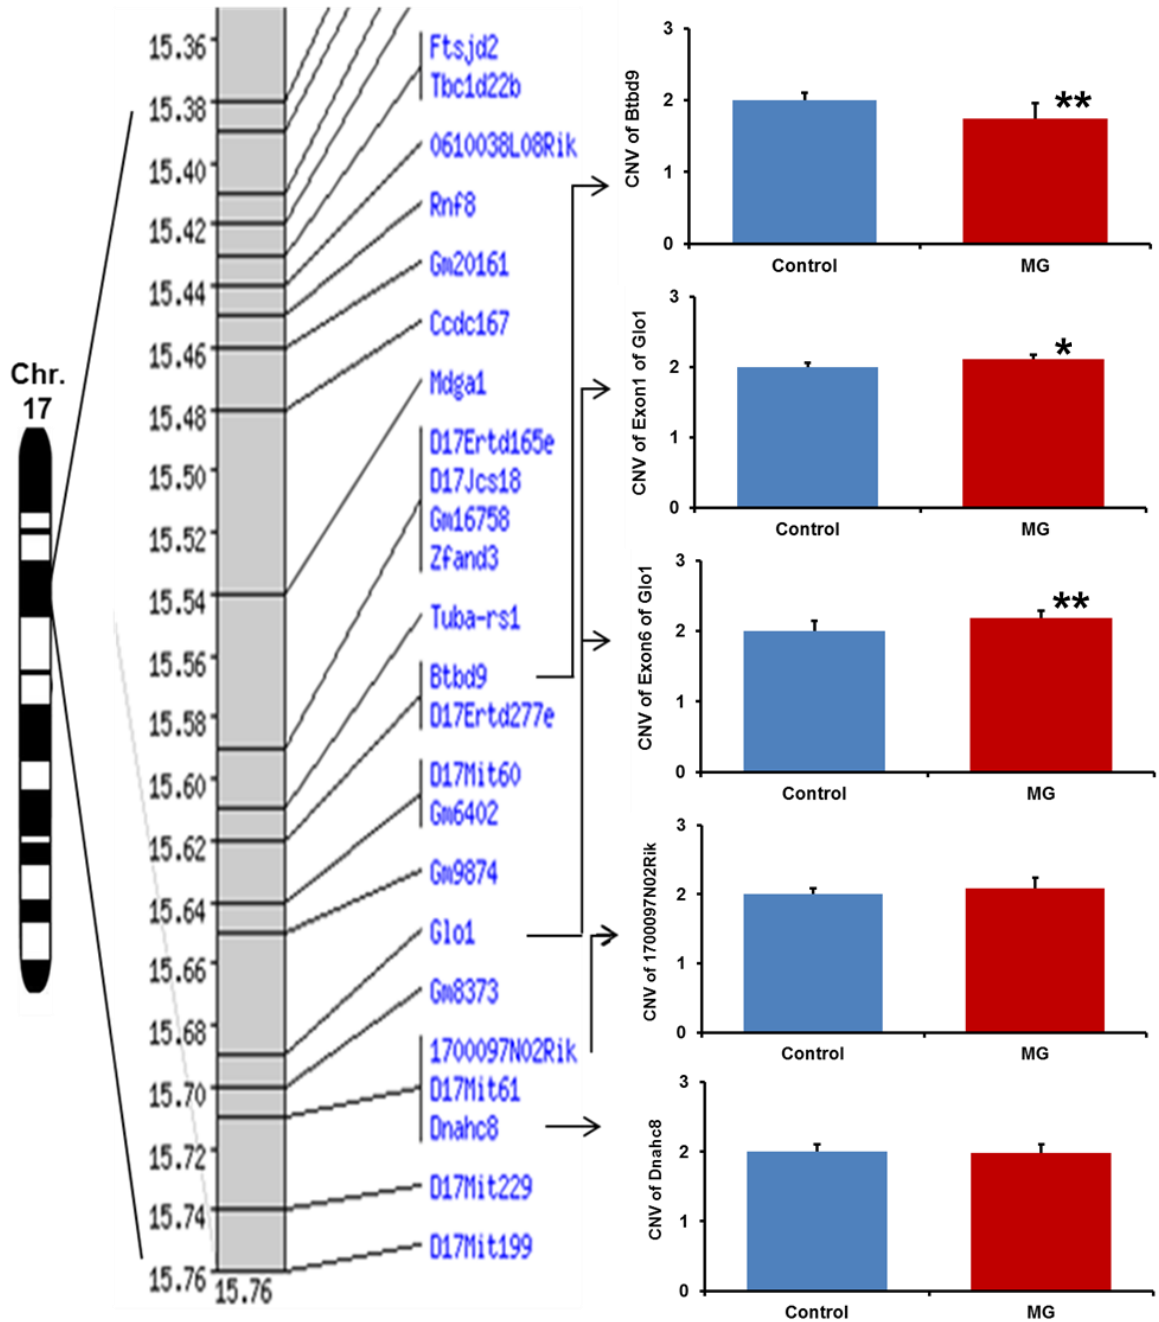 Chr.
17
15.36
15.38
15.40
15.42
15.44
15.46
15.48
15.50
15.52
15.54
15.56
15.58
15.60
15.62
15.64
15.66
15.68
15.70
15.72
15.74
15.76
15.76
Ftsjd2
Tbc1d22b
0610038L08Rik
Rnf8
Gm20161
Ccdc167
Mdga1
D17Ertd165e
D17Jcs18
Gm16758
Zfand3
Tuba-rs1
Btbd9
D17Ertd277e
D17Mit60
Gm6402
Gm9874
Glo1
Gm8373
1700097N02Rik
D17Mit61
Dnahc8
D17Mit229
D17Mit199
CNV of Btbd9
3
2
1
0
**
Control MG
CNV of Exon1 of Glo1
3
2
1
0
*
Control MG
CNV of Exon6 of Glo1
3
2
1
0
**
Control MG
CNV of 1700097N02Rik
3
2
1
0
Control MG
CNV of Dnahc8
3
2
1
0
Control MG